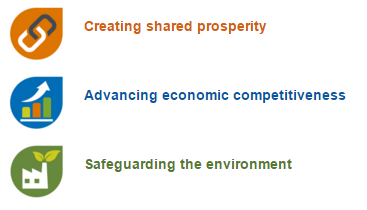 Creating shared prosperity
Advancing economic competitiveness
Safeguarding the environment